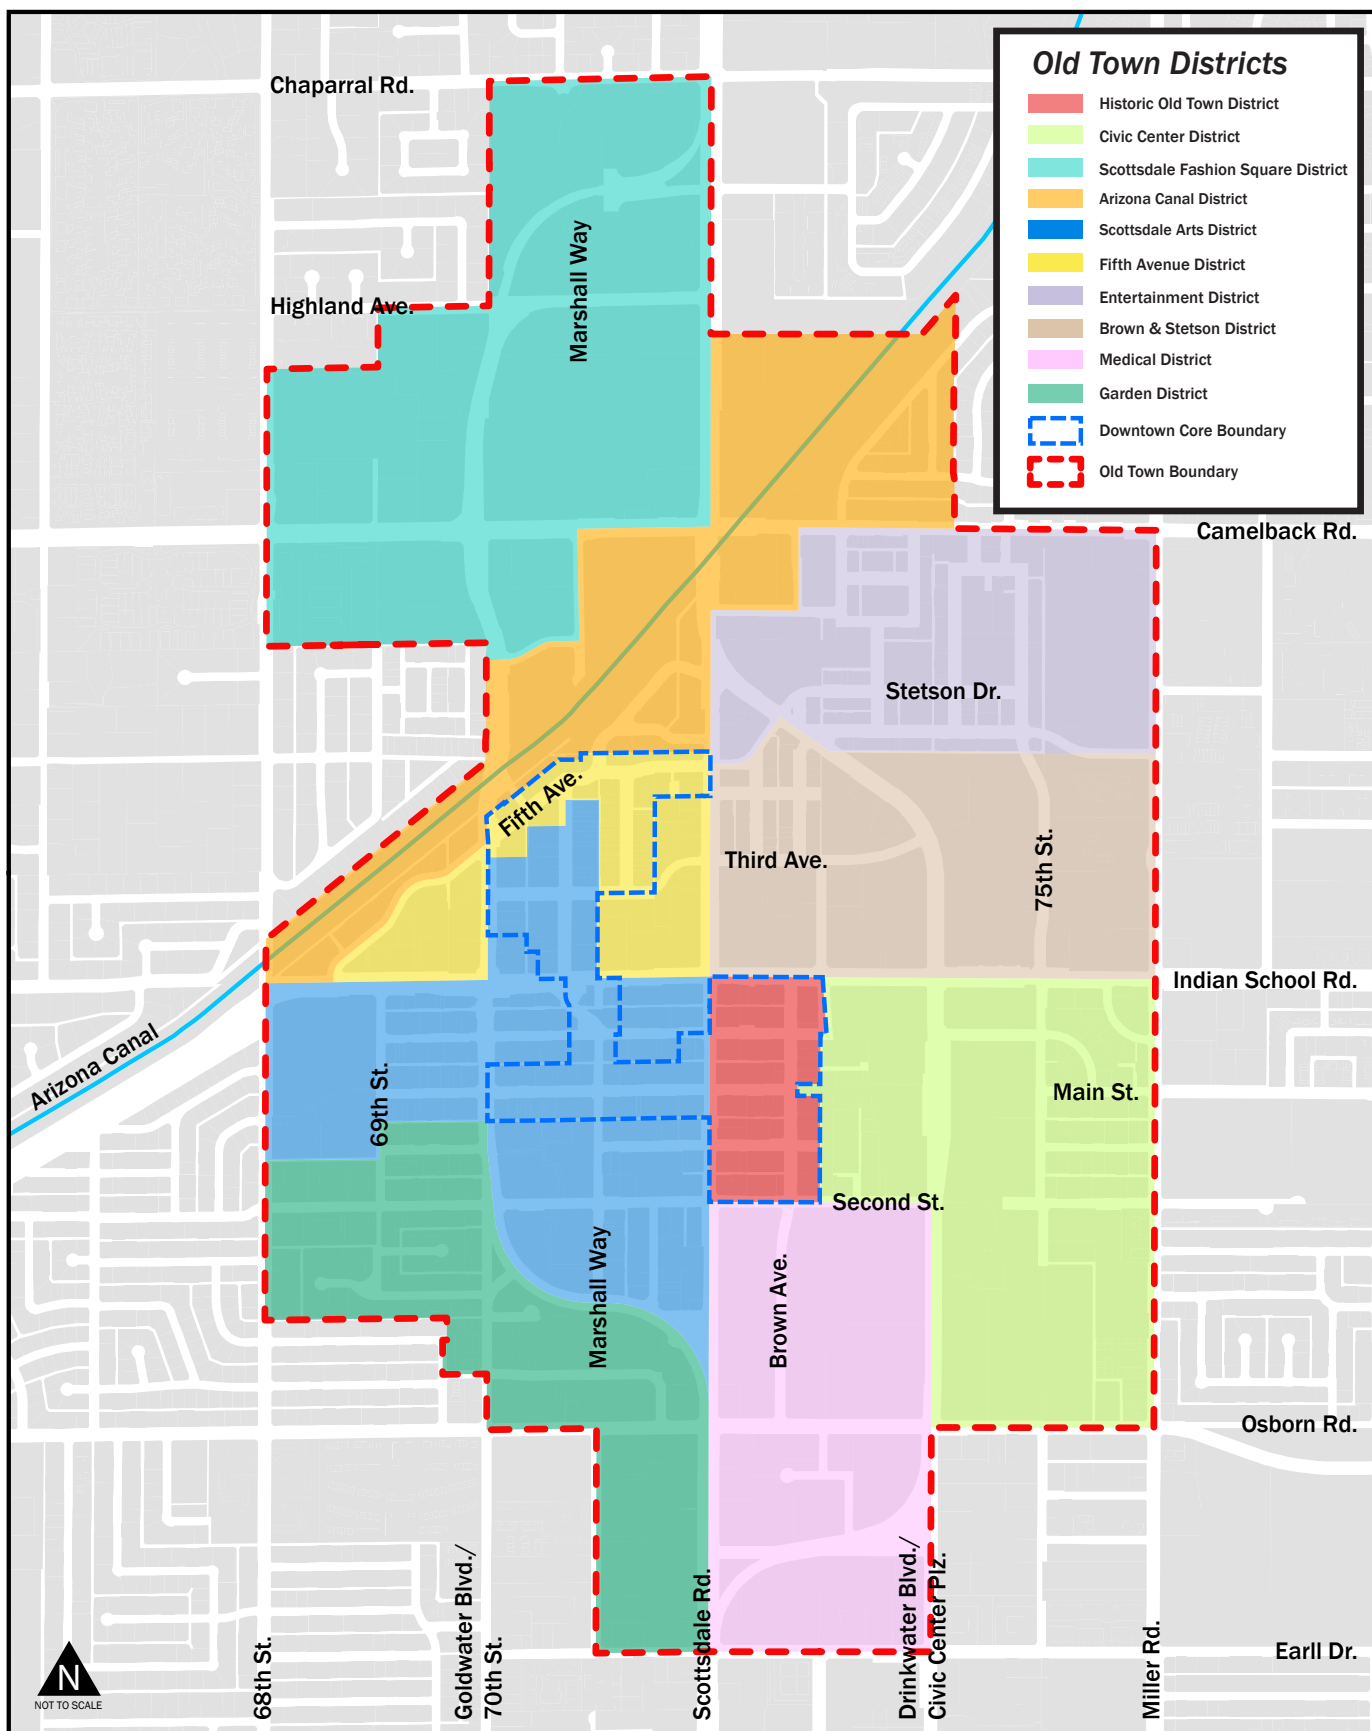 Old Town Districts
Historic Old Town District
Civic Center District
Scottsdale Fashion Square District
Arizona Canal District
Scottsdale Arts District
Fifth Avenue District
Entertainment District
Brown & Stetson District
Medical District
Garden District
Downtown Core Boundary
Old Town Boundary
Chaparral Rd.
Marshall Way
Highland Ave.
Camelback Rd.
Stetson Dr.
Fifth Ave.
Third Ave.
75th St.
Indian School Rd.
Arizona Canal
69th St.
Main St.
Second St.
Marshall Way
Brown Ave.
Osborn Rd.
68th St.
Goldwater Blvd./
70th St.
Scottsdale Rd.
Drinkwater Blvd./
Civic Center Plz.
Miller Rd.
Earll Dr.
N
NOT TO SCALE